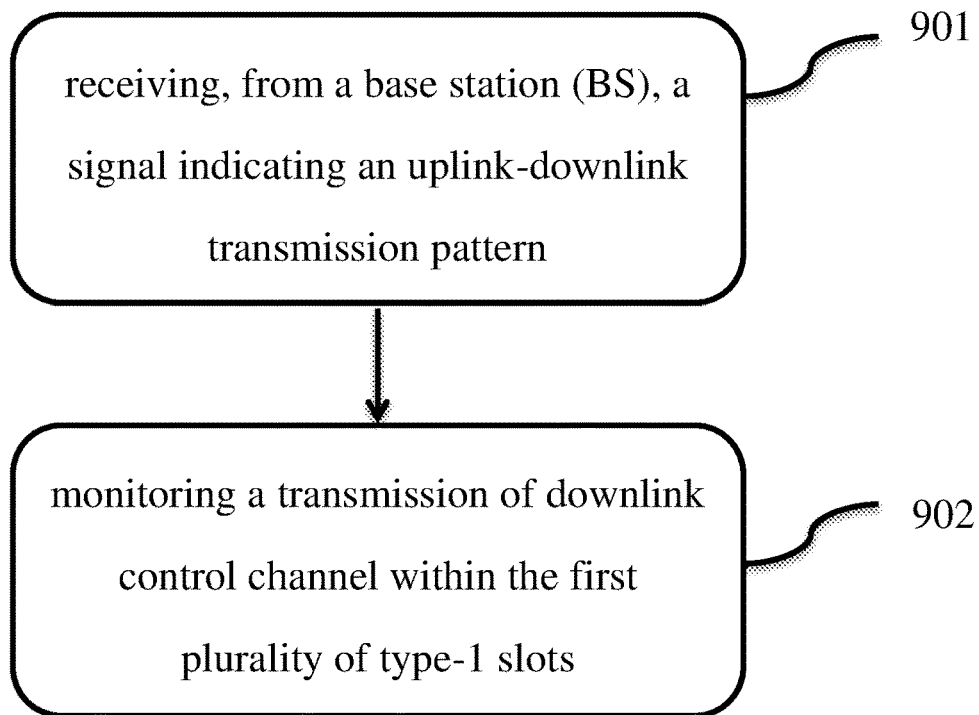 901
receiving, from a base station (BS), a
signal indicating an uplink-downlink
transmission pattern
902
monitoring a transmission of downlink
control channel within the first
plurality of type-1 slots